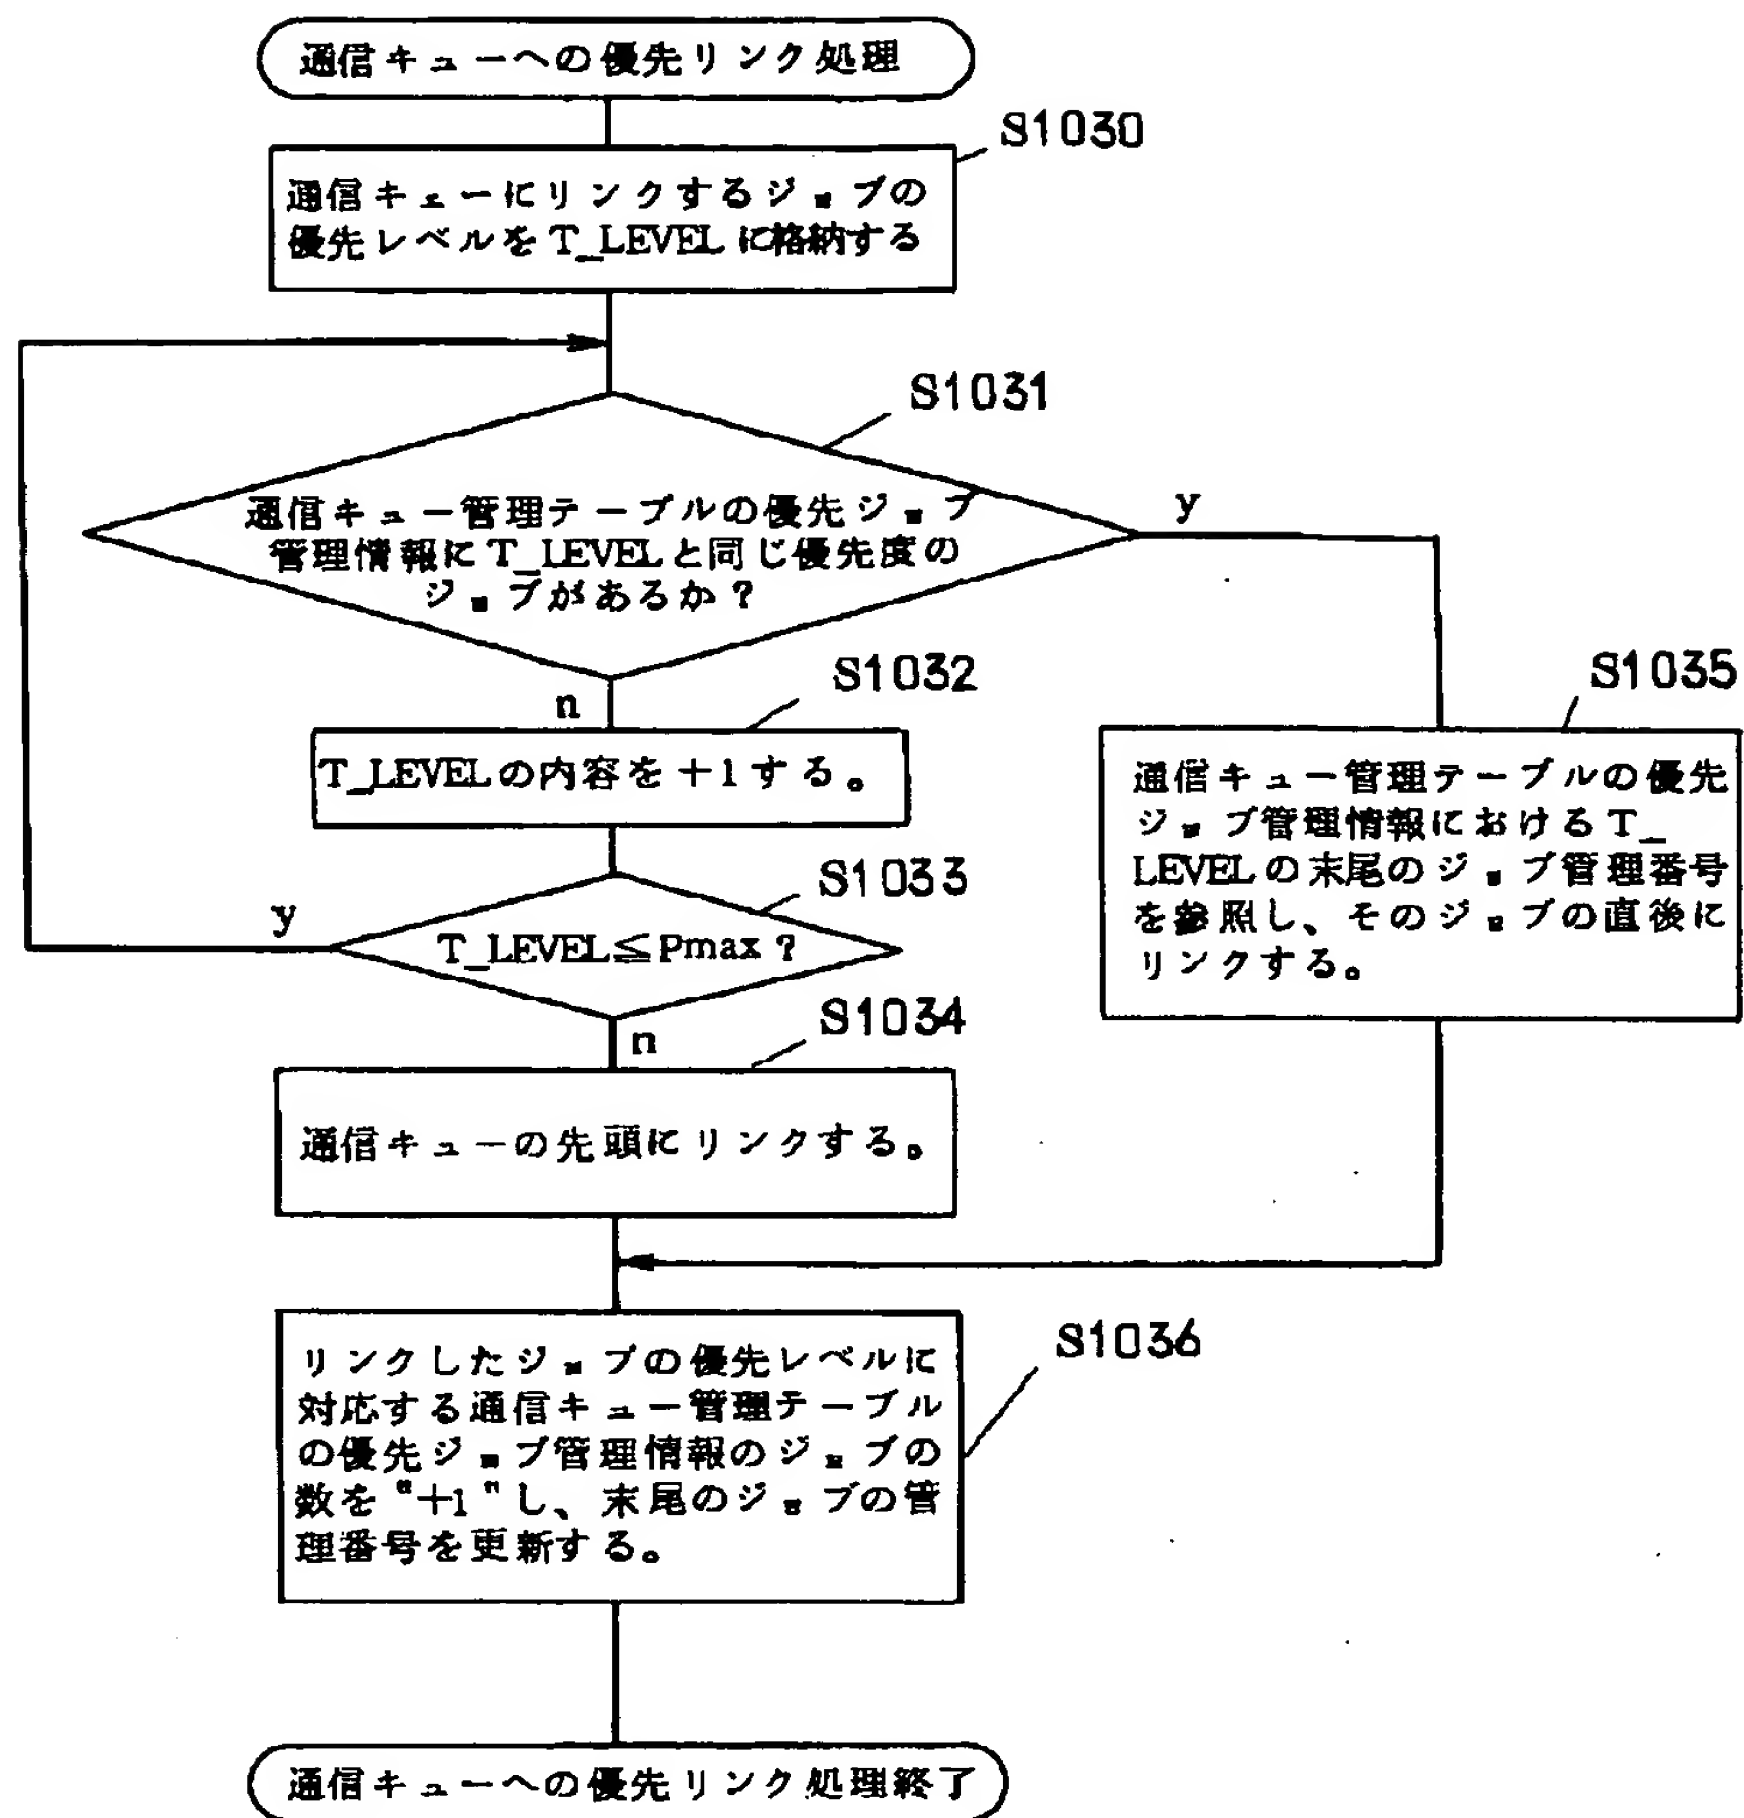 通信キューへの優先リンク処理
S1030
通信キューにリンクするジョブの
優先レベルをT_LEVELに格納する
S1031
通信キュー管理テーブルの優先ジョブ
管理情報にT_LEVELと同じ優先度の
ジョブがあるか?
y
n
S1032
T_LEVELの内容を+1する。
S1033
T_LEVEL≦Pmax?
y
n
S1034
通信キューの先頭にリンクする。
S1035
通信キュー管理テーブルの優先
ジョブ管理情報におけるT_
LEVELの末尾のジョブ管理番号
を参照し、そのジョブの直後に
リンクする。
S1036
リンクしたジョブの優先レベルに
対応する通信キュー管理テーブル
の優先ジョブ管理情報のジョブの
数を"+1"し、末尾のジョブの管
理番号を更新する。
通信キューへの優先リンク処理終了